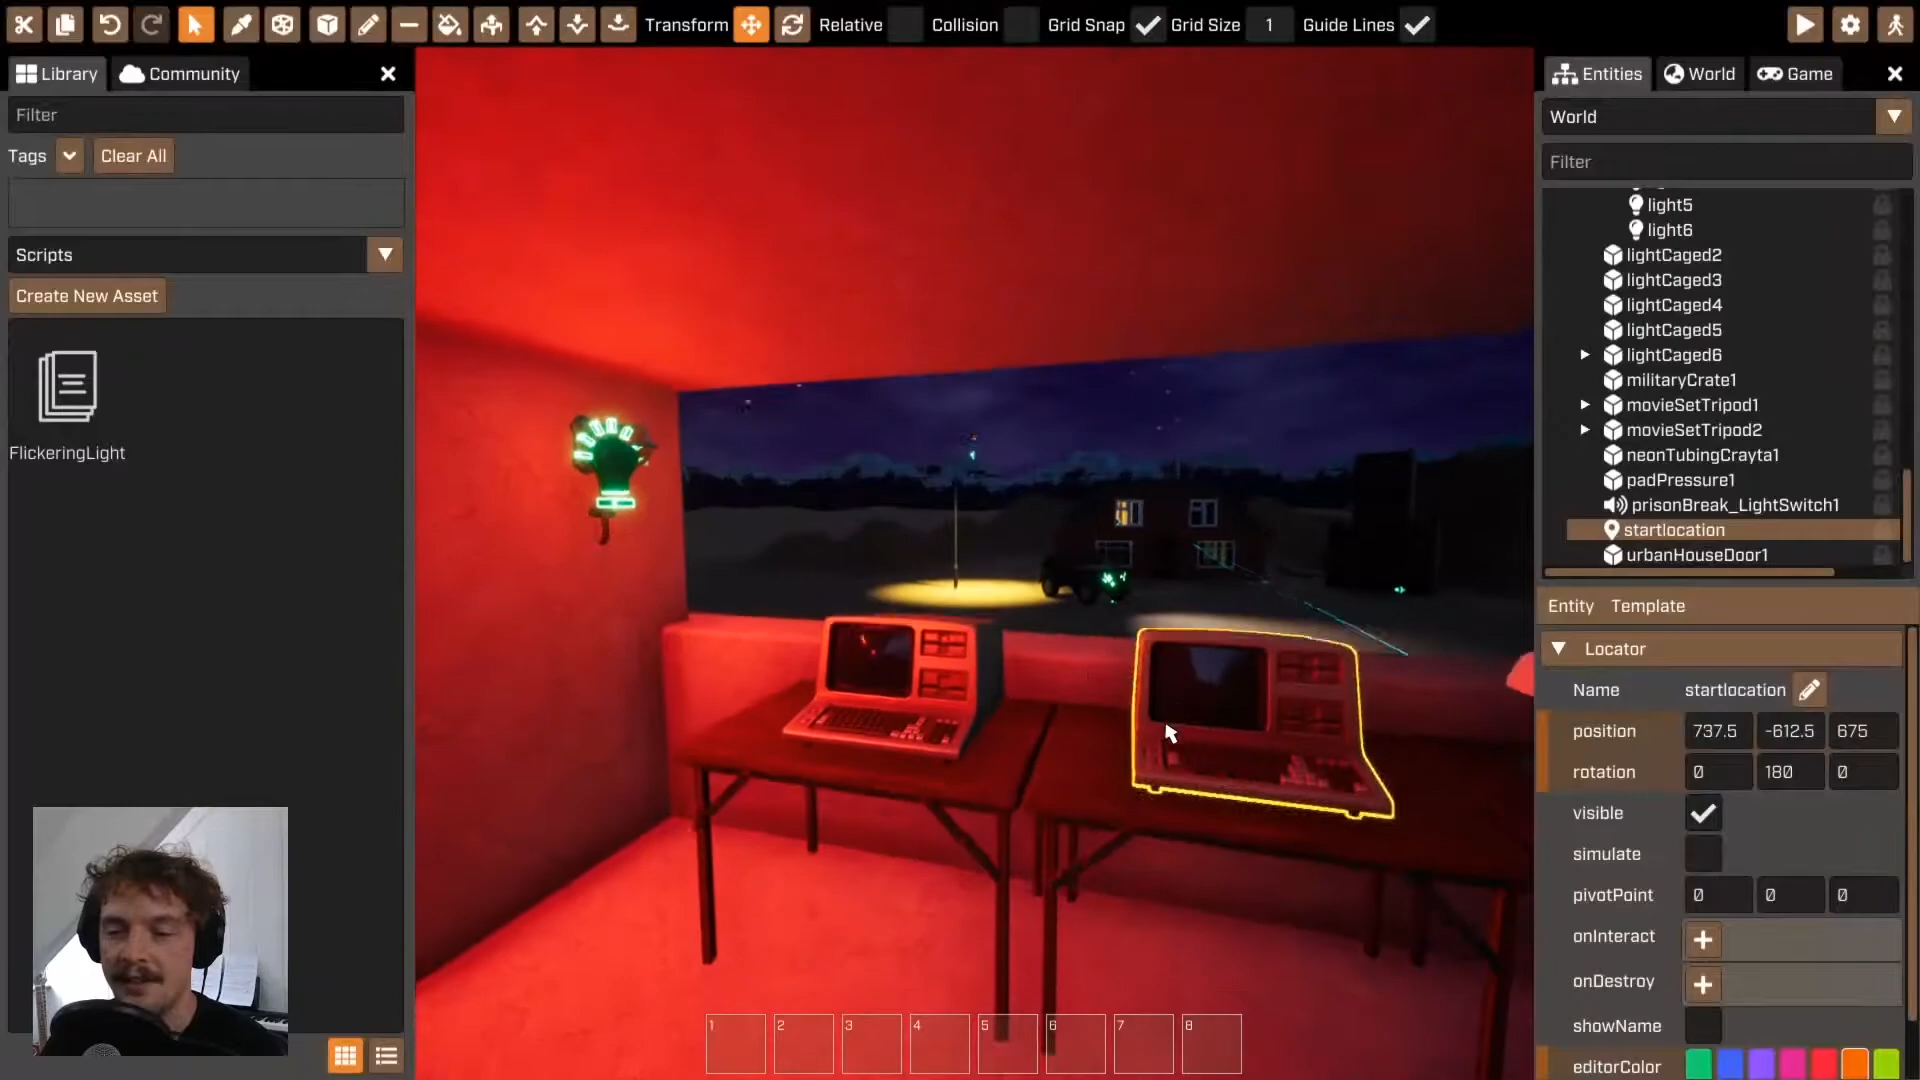 Transform Relative Collision Grid Snap Grid Size 1 Guide Lines
Library Community
Filter
Tags Clear All
Scripts
Create New Asset
FlickeringLight
1 2 3 4 5 6 7 8
Entities World Game
World
Filter
light5
light6
lightCaged2
lightCaged3
lightCaged4
lightCaged5
lightCaged6
militaryCrate1
movieSetTripod1
movieSetTripod2
neonTubingCrayta1
padPressure1
prisonBreak_LightSwitch1
startlocation
urbanHouseDoor1
Entity Template
Locator
Name startlocation
position 737.5 -612.5 675
rotation 0 180 0
visible
simulate
pivotPoint 0 0 0
onInteract
onDestroy
showName
editorColor